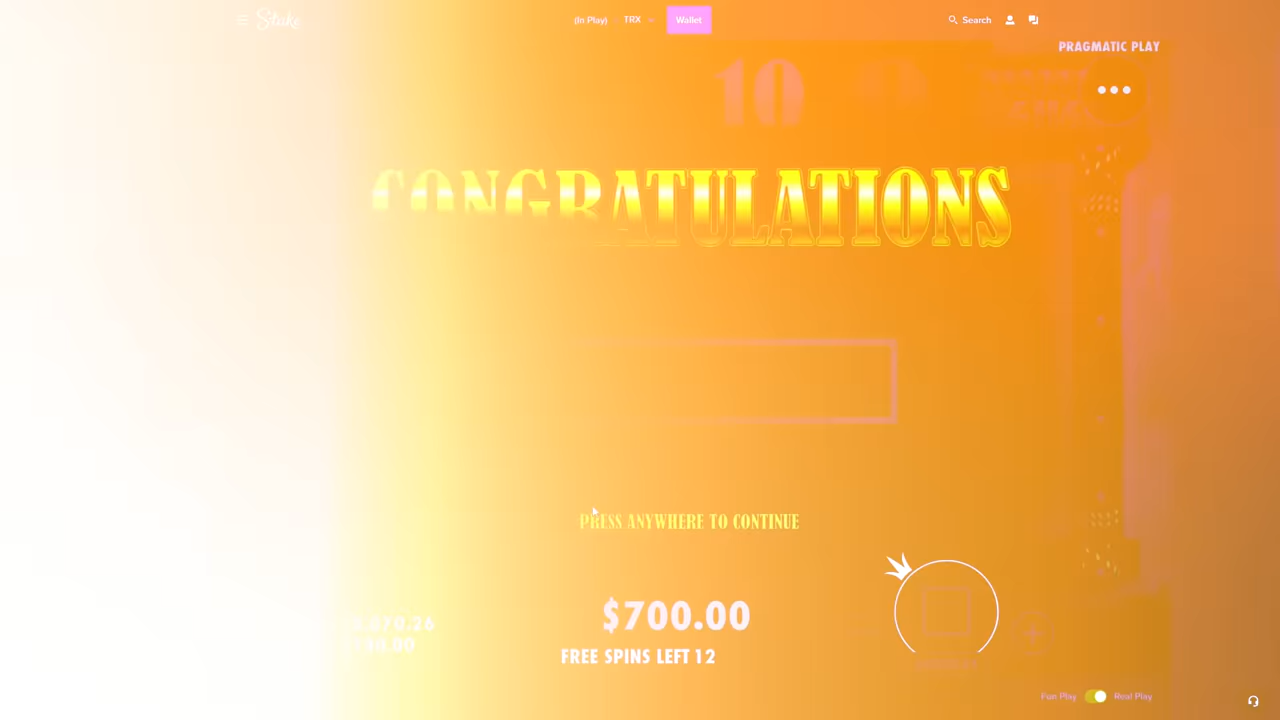 Stake
(In Play) TRX Wallet
Search
PRAGMATIC PLAY
10
CONGRATULATIONS
PRESS ANYWHERE TO CONTINUE
$700.00
FREE SPINS LEFT 12
Fun Play Real Play